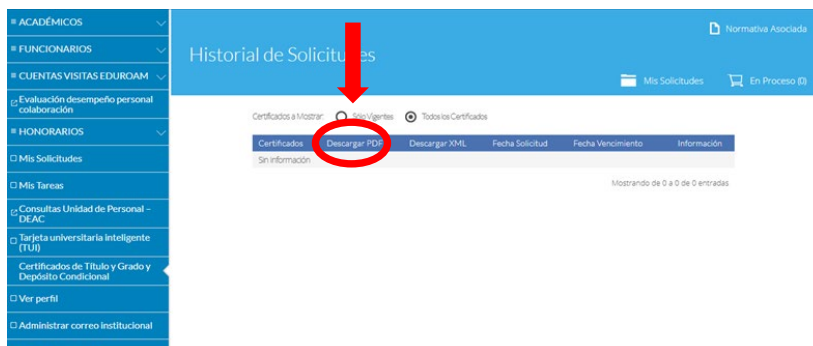 ACADÉMICOS
FUNCIONARIOS
CUENTAS VISITAS EDUROAM
Evaluación desempeño personal
colaboración
HONORARIOS
Mis Solicitudes
Mis Tareas
Consultas Unidad de Personal –
DEAC
Tarjeta universitaria inteligente
(TUI)
Certificados de Título y Grado y
Depósito Condicional
Ver perfil
Administrar correo institucional
Normativa Asociada
Historial de Solicitudes
Mis Solicitudes En Proceso (0)
Certificados a Mostrar: Sólo Vigentes Todos los Certificados
Certificados Descargar PDF Descargar XML Fecha Solicitud Fecha Vencimiento Información
Sin información
Mostrando de 0 a 0 de 0 entradas